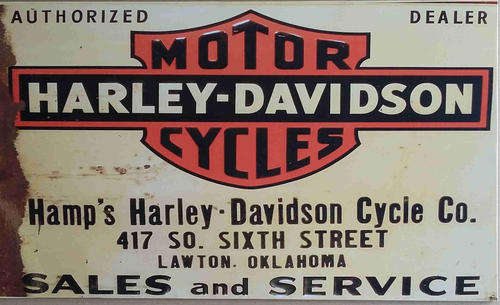 AUTHORIZED DEALER
MOTOR
HARLEY-DAVIDSON
CYCLES
Hamp's Harley-Davidson Cycle Co.
417 SO. SIXTH STREET
LAWTON. OKLAHOMA
SALES and SERVICE